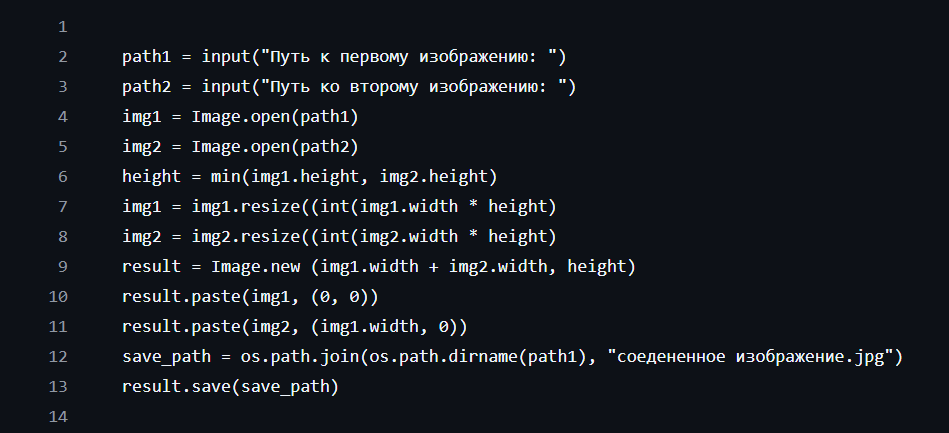 1
2 path1 = input("Путь к первому изображению: ")
3 path2 = input("Путь ко второму изображению: ")
4 img1 = Image.open(path1)
5 img2 = Image.open(path2)
6 height = min(img1.height, img2.height)
7 img1 = img1.resize((int(img1.width * height)
8 img2 = img2.resize((int(img2.width * height)
9 result = Image.new (img1.width + img2.width, height)
10 result.paste(img1, (0, 0))
11 result.paste(img2, (img1.width, 0))
12 save_path = os.path.join(os.path.dirname(path1), "соедененное изображение.jpg")
13 result.save(save_path)
14